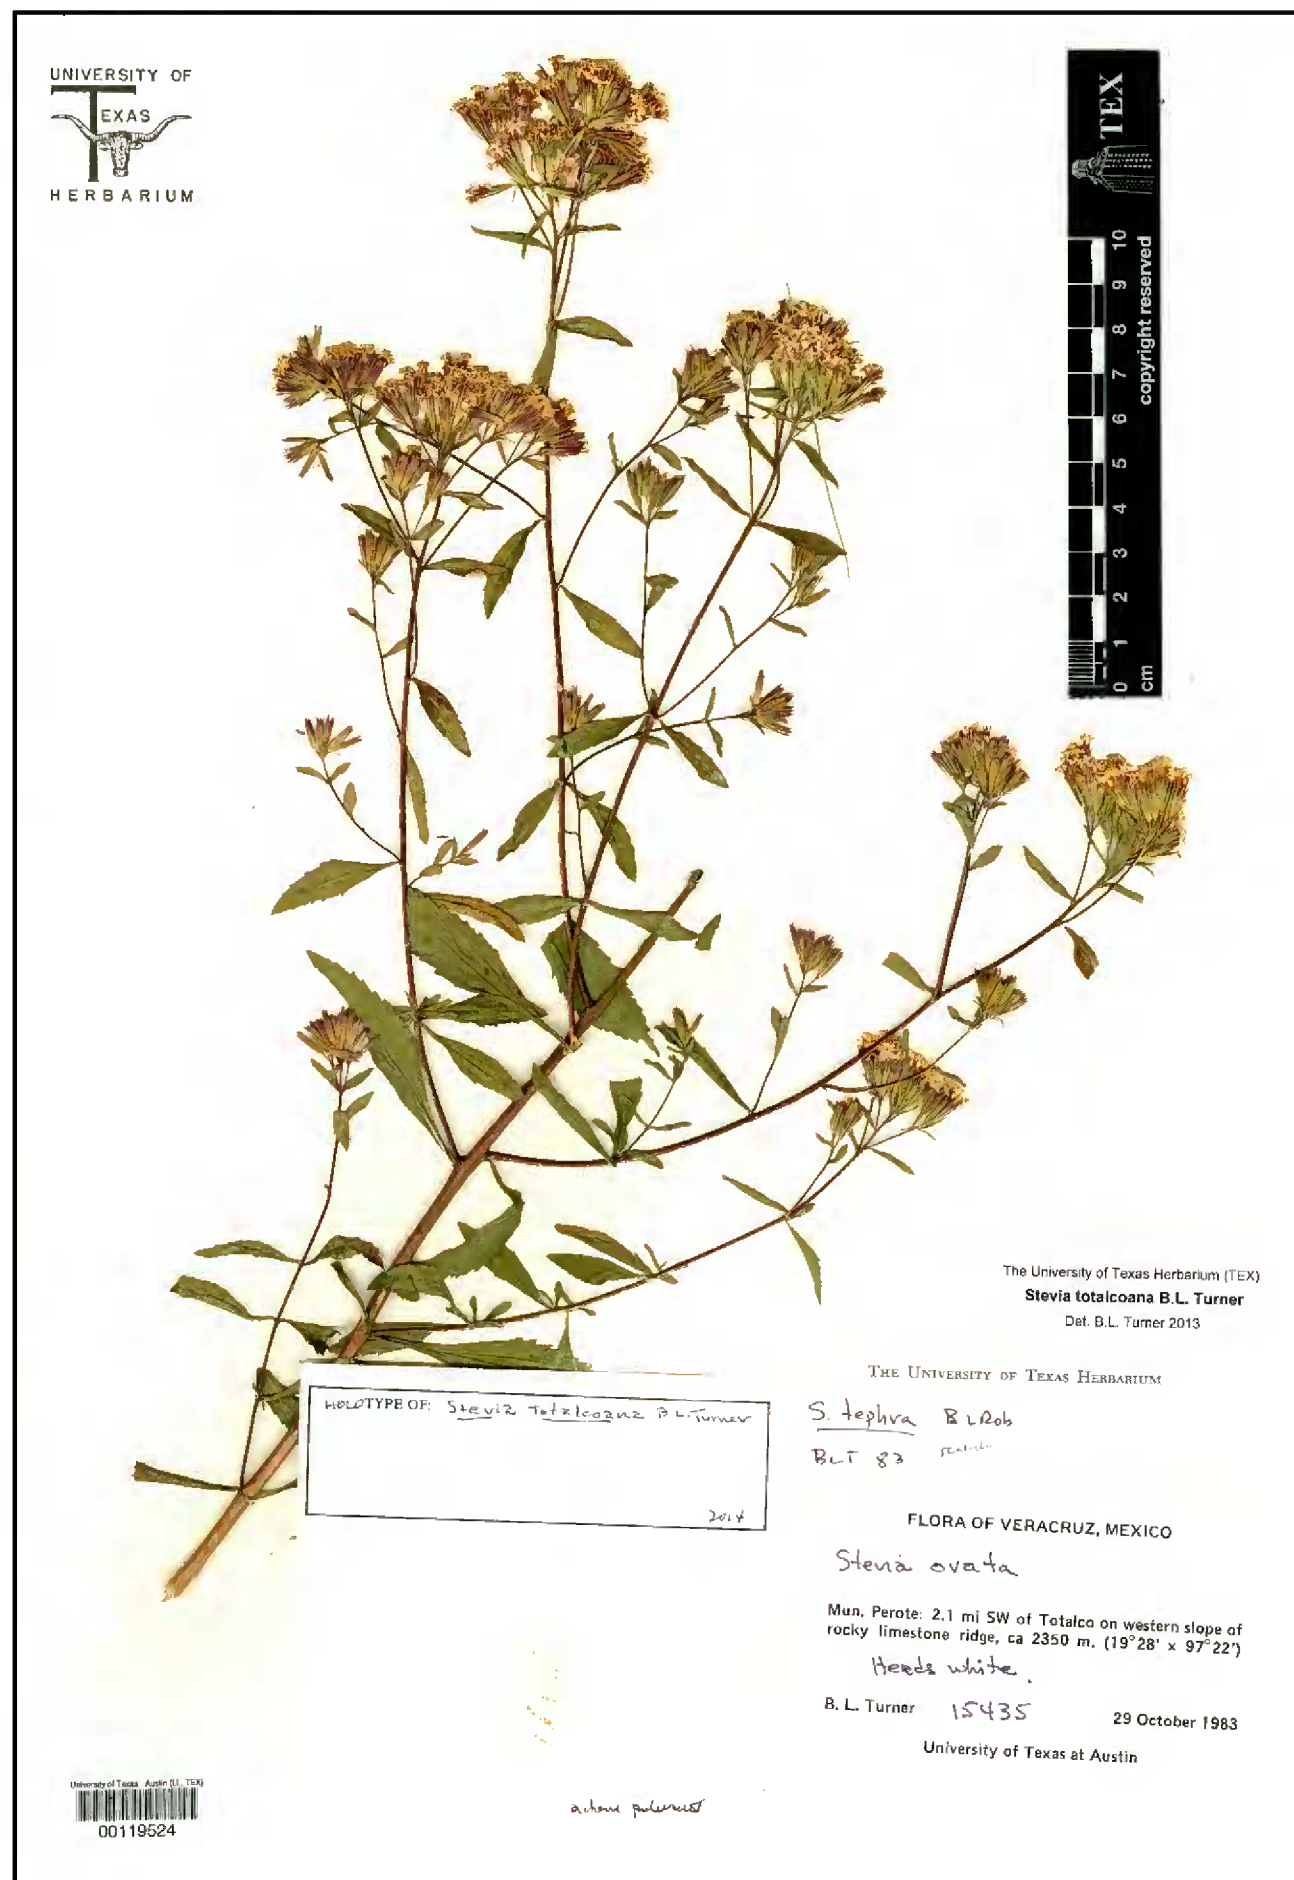 UNIVERSITY OF
TEXAS
HERBARIUM
TEX
0 1 2 3 4 5 6 7 8 9 10
cm
copyright reserved
The University of Texas Herbarium (TEX)
Stevia totalcoana B.L. Turner
Det. B.L. Turner 2013
THE UNIVERSITY OF TEXAS HERBARIUM
S. tephra B L Rob
BLT 83
HOLOTYPE OF: Stevia Totalcoana B L. Turner
2014
FLORA OF VERACRUZ, MEXICO
Stevia ovata
Mun. Perote: 2.1 mi SW of Totalco on western slope of
rocky limestone ridge, ca 2350 m. (19°28' x 97°22')
Heads white.
B. L. Turner 15435 29 October 1983
University of Texas at Austin
University of Texas Austin (LL, TEX)
00119524